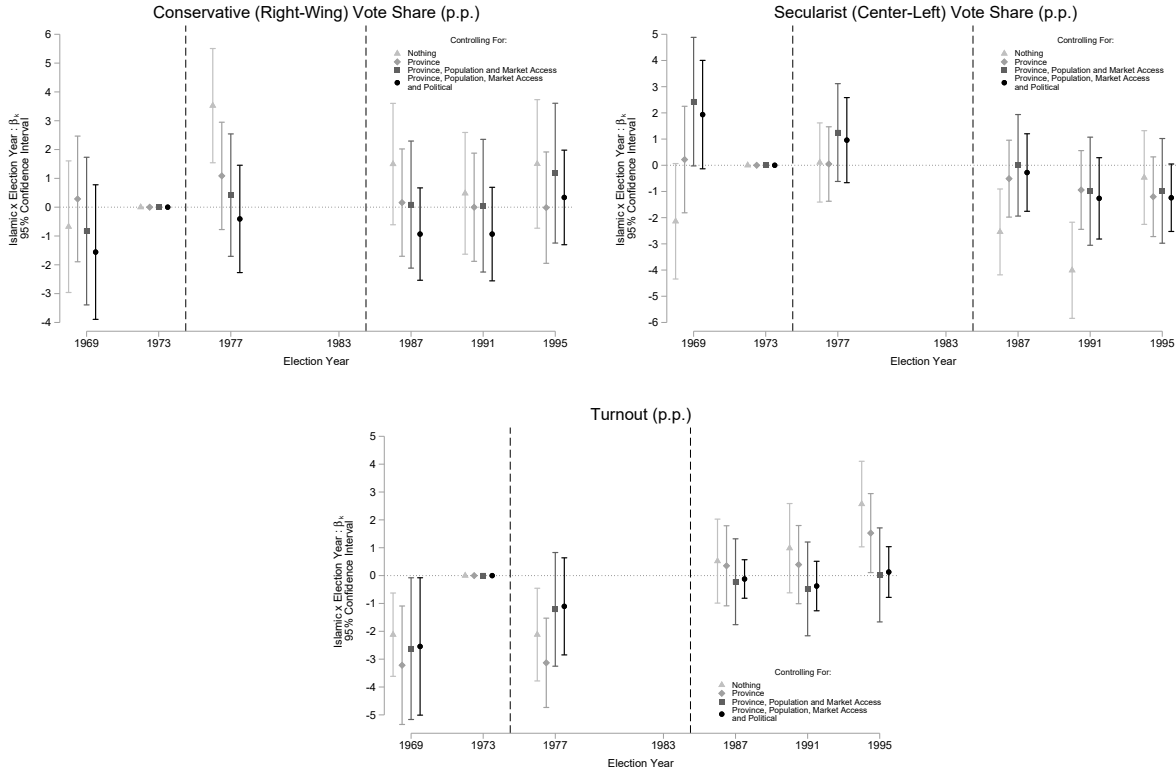 Conservative (Right-Wing) Vote Share (p.p.)
Islamic x Election Year : βk
95% Confidence Interval
6
5
4
3
2
1
0
-1
-2
-3
-4
Controlling For:
Nothing
Province
Province, Population and Market Access
Province, Population, Market Access
and Political
1969 1973 1977 1983 1987 1991 1995
Election Year
Secularist (Center-Left) Vote Share (p.p.)
Islamic x Election Year : βk
95% Confidence Interval
5
4
3
2
1
0
-1
-2
-3
-4
-5
-6
Controlling For:
Nothing
Province
Province, Population and Market Access
Province, Population, Market Access
and Political
1969 1973 1977 1983 1987 1991 1995
Election Year
Turnout (p.p.)
Islamic x Election Year : βk
95% Confidence Interval
5
4
3
2
1
0
-1
-2
-3
-4
-5
Controlling For:
Nothing
Province
Province, Population and Market Access
Province, Population, Market Access
and Political
1969 1973 1977 1983 1987 1991 1995
Election Year